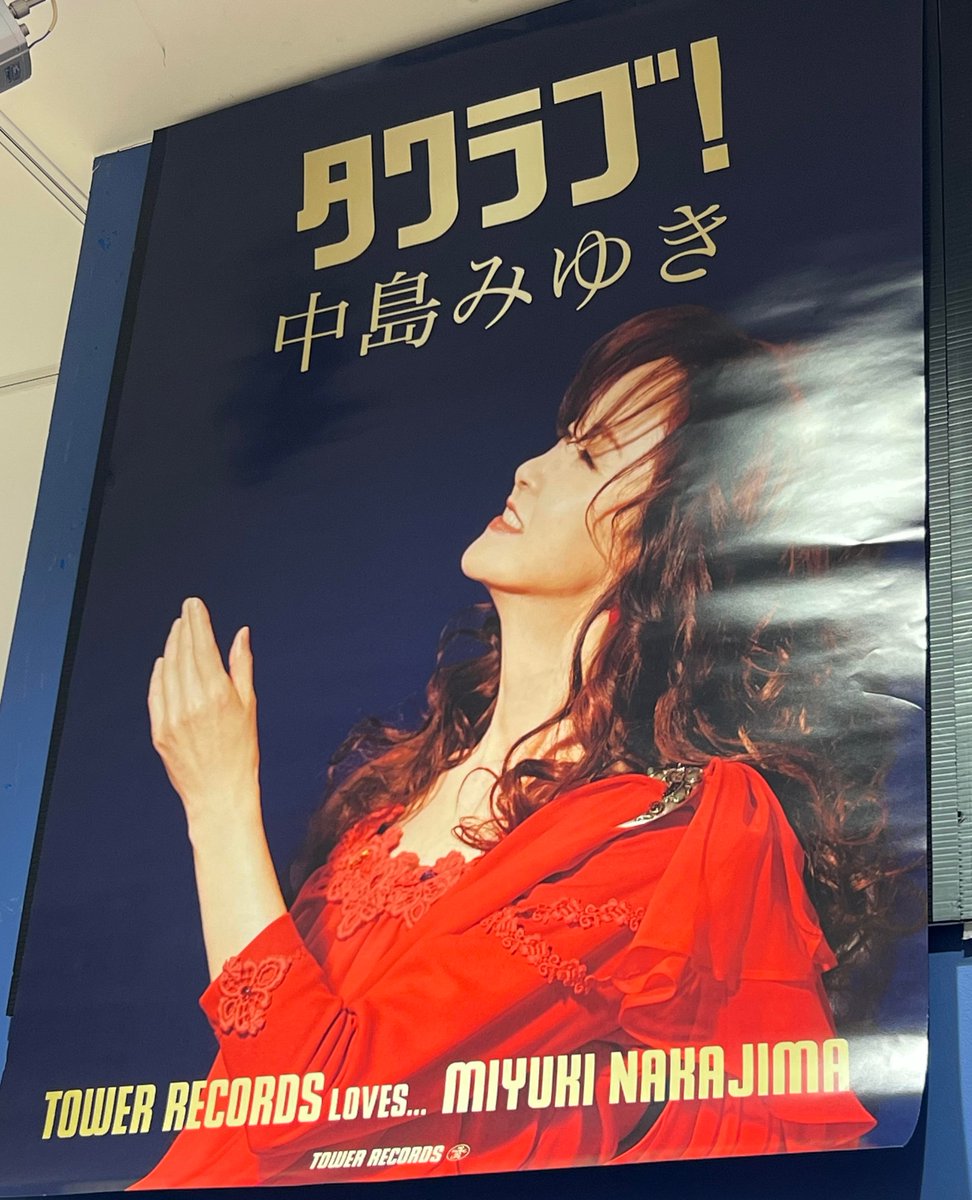 タワラブ!
中島みゆき
TOWER RECORDS LOVES... MIYUKI NAKAJIMA
TOWER RECORDS